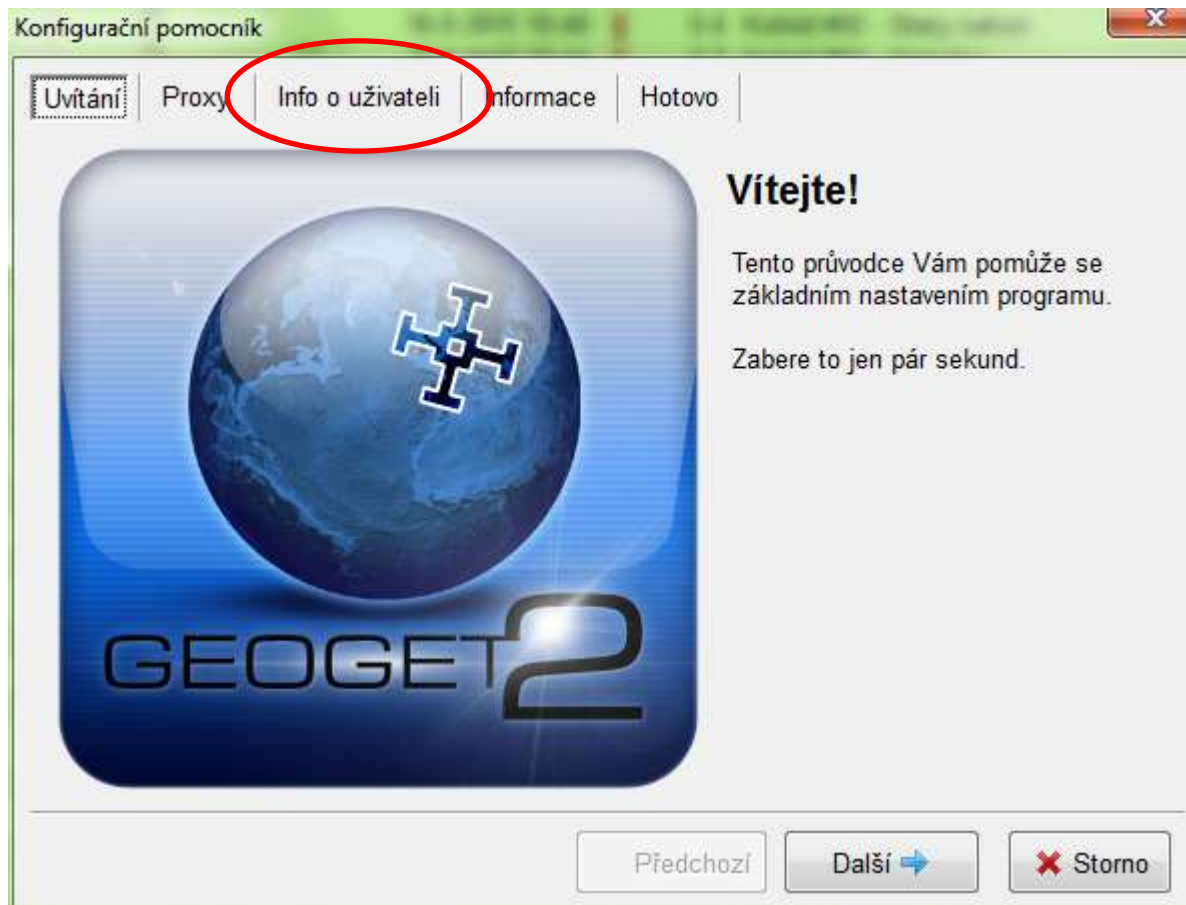 Konfigurační pomocník
Uvítání Proxy Info o uživateli Informace Hotovo
Vítejte!
Tento průvodce Vám pomůže se
základním nastavením programu.
Zabere to jen pár sekund.
GEOGET2
Předchozí Další Storno